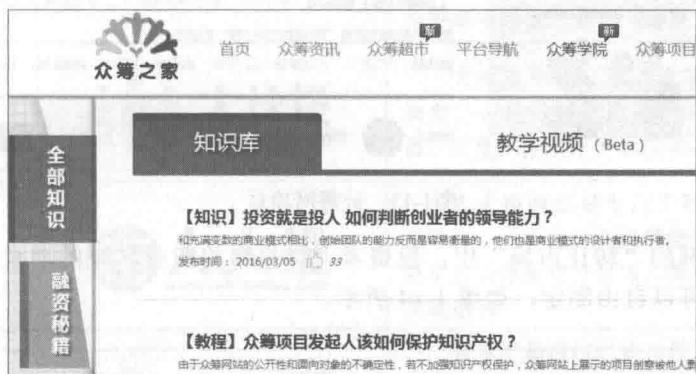 众筹之家
首页 众筹资讯 众筹超市 新 平台导航 众筹学院 新 众筹项目
全部知识
融资秘籍
知识库 教学视频（Beta）
【知识】投资就是投人 如何判断创业者的领导能力？
和充满变数的商业模式相比，创始团队的能力反而是容易衡量的，他们也是商业模式的设计者和执行者。
发布时间： 2016/03/05 33
【教程】众筹项目发起人该如何保护知识产权？
由于众筹网站的公开性和面向对象的不确定性，若不加强知识产权保护，众筹网站上展示的项目创意被他人